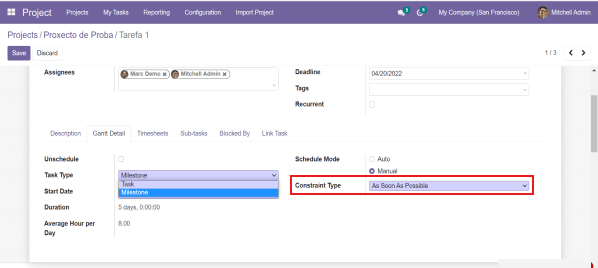 Project Projects My Tasks Reporting Configuration Import Project My Company (San Francisco) Mitchell Admin
Projects / Proxecto de Proba / Tarefa 1
Save Discard 1 / 3
Assignees Marc Demo x Mitchell Admin x Deadline 04/20/2022
Tags
Recurrent
Description Gantt Detail Timesheets Sub-tasks Blocked By Link Task
Unschedule Schedule Mode Auto
Manual
Task Type Milestone
Task
Milestone
Constraint Type As Soon As Possible
Start Date
Duration 5 days, 0:00:00
Average Hour per 8.00
Day